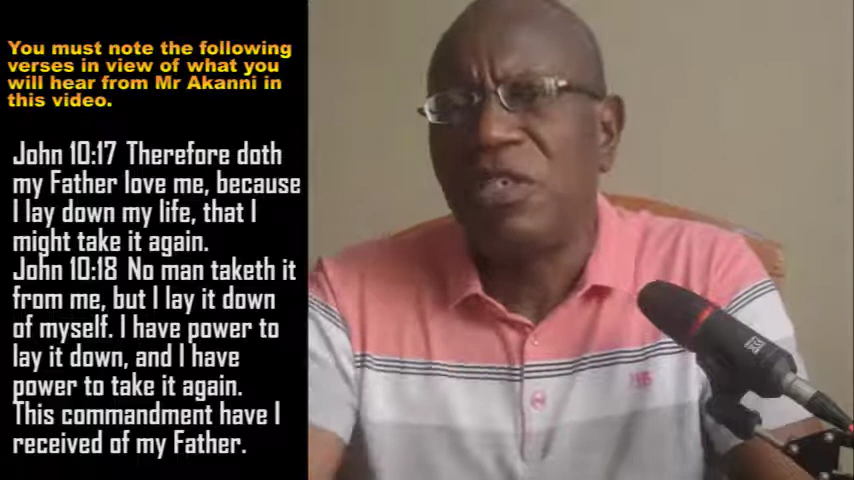 You must note the following
verses in view of what you
will hear from Mr Akanni in
this video.
John 10:17 Therefore doth
my Father love me, because
I lay down my life, that I
might take it again.
John 10:18 No man taketh it
from me, but I lay it down
of myself. I have power to
lay it down, and I have
power to take it again.
This commandment have I
received of my Father.